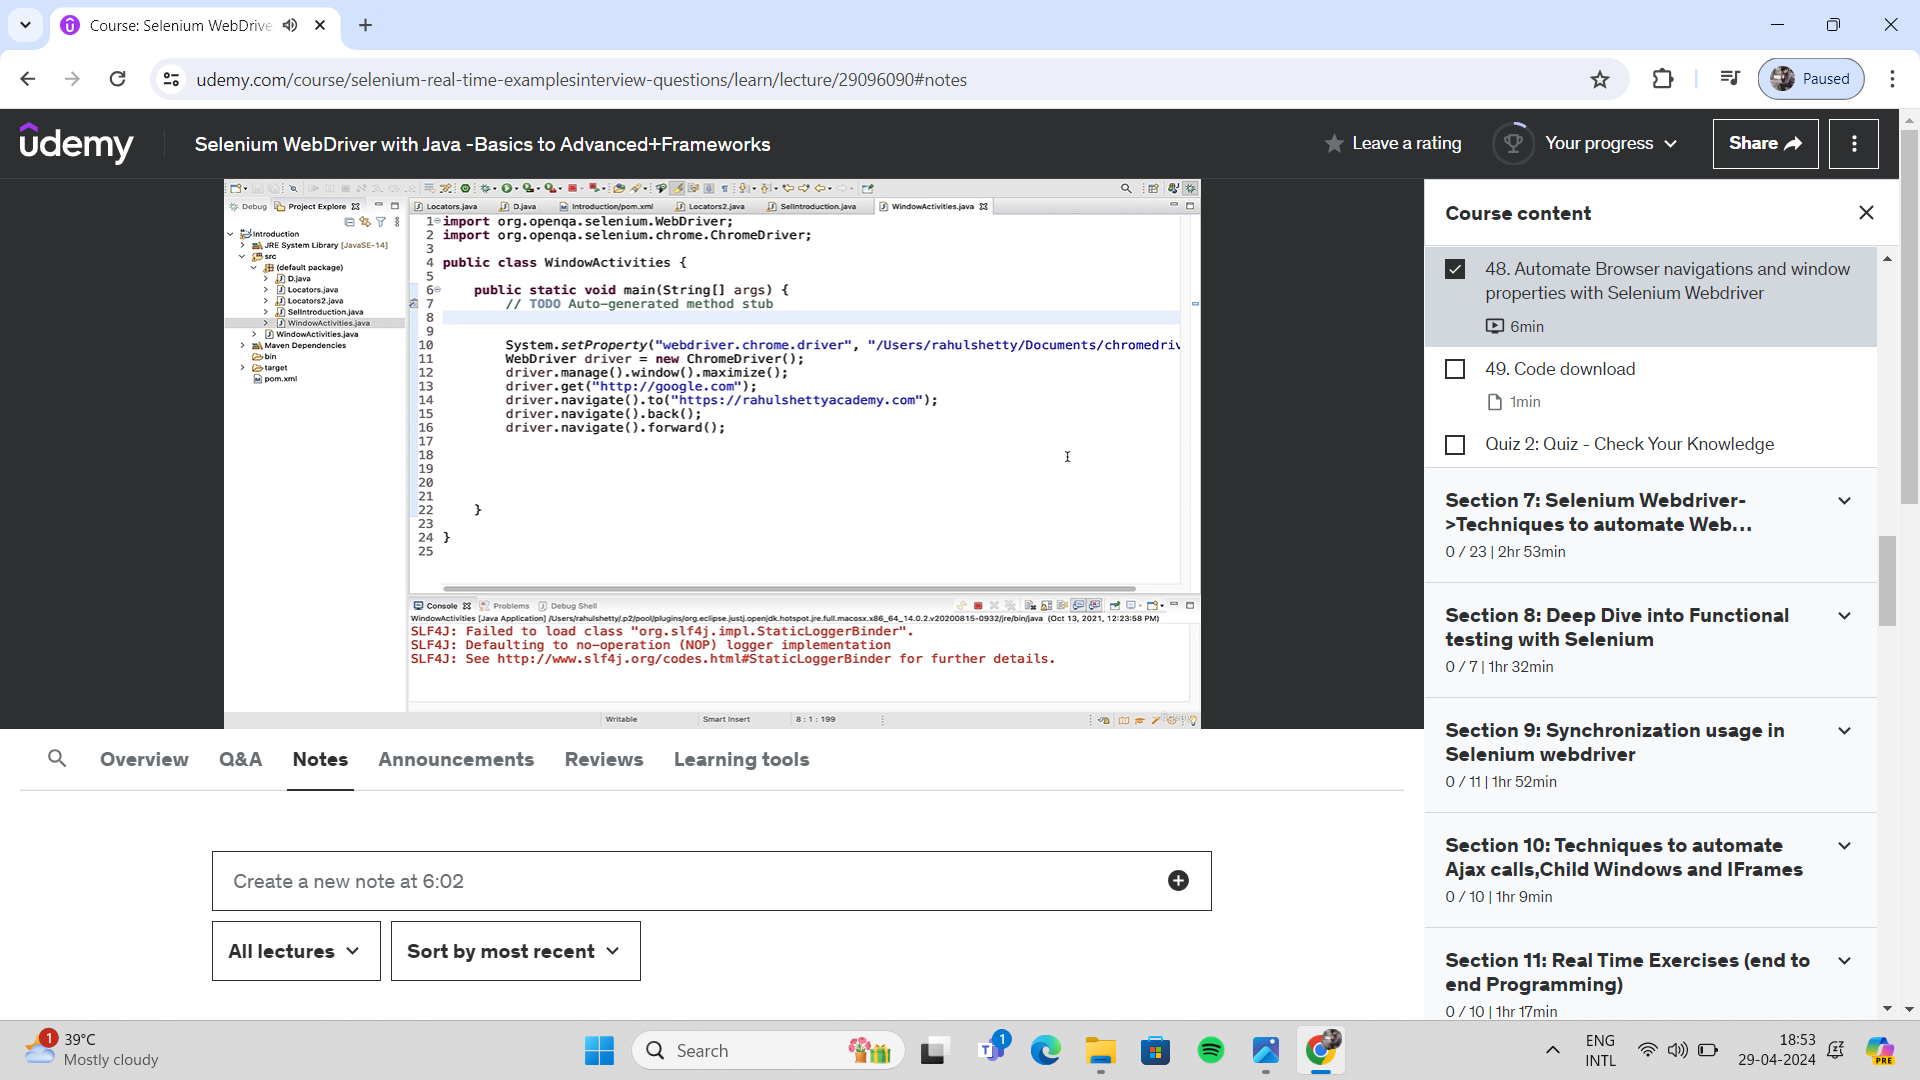 Course: Selenium WebDrive
udemy.com/course/selenium-real-time-examplesinterview-questions/learn/lecture/29096090#notes
Paused
udemy
Selenium WebDriver with Java -Basics to Advanced+Frameworks
Leave a rating
Your progress
Share
Debug
Project Explore
Introduction
JRE System Library [JavaSE-14]
src
(default package)
D.java
Locators.java
Locators2.java
SelIntroduction.java
WindowActivities.java
WindowActivities.java
Maven Dependencies
bin
target
pom.xml
Locators.java
D.java
Introduction/pom.xml
Locators2.java
SelIntroduction.java
WindowActivities.java
1 import org.openqa.selenium.WebDriver;
2 import org.openqa.selenium.chrome.ChromeDriver;
3
4 public class WindowActivities {
5
6 public static void main(String[] args) {
7 // TODO Auto-generated method stub
8
9
10 System.setProperty("webdriver.chrome.driver", "/Users/rahulshetty/Documents/chromedriv
11 WebDriver driver = new ChromeDriver();
12 driver.manage().window().maximize();
13 driver.get("http://google.com");
14 driver.navigate().to("https://rahulshettyacademy.com");
15 driver.navigate().back();
16 driver.navigate().forward();
17
18
19
20
21
22 }
23
24 }
25
Console
Problems
Debug Shell
WindowActivities [Java Application] /Users/rahulshetty/.p2/pool/plugins/org.eclipse.justj.openjdk.hotspot.jre.full.macosx.x86_64_14.0.2.v20200815-0932/jre/bin/java (Oct 13, 2021, 12:23:58 PM)
SLF4J: Failed to load class "org.slf4j.impl.StaticLoggerBinder".
SLF4J: Defaulting to no-operation (NOP) logger implementation
SLF4J: See http://www.slf4j.org/codes.html#StaticLoggerBinder for further details.
Writable
Smart Insert
8 : 1 : 199
Course content
48. Automate Browser navigations and window
properties with Selenium Webdriver
6min
49. Code download
1min
Quiz 2: Quiz - Check Your Knowledge
Section 7: Selenium Webdriver-
>Techniques to automate Web...
0 / 23 | 2hr 53min
Section 8: Deep Dive into Functional
testing with Selenium
0 / 7 | 1hr 32min
Section 9: Synchronization usage in
Selenium webdriver
0 / 11 | 1hr 52min
Section 10: Techniques to automate
Ajax calls,Child Windows and IFrames
0 / 10 | 1hr 9min
Section 11: Real Time Exercises (end to
end Programming)
0 / 10 | 1hr 17min
Overview
Q&A
Notes
Announcements
Reviews
Learning tools
Create a new note at 6:02
All lectures
Sort by most recent
1
39°C
Mostly cloudy
Search
1
ENG
INTL
18:53
29-04-2024
PRE